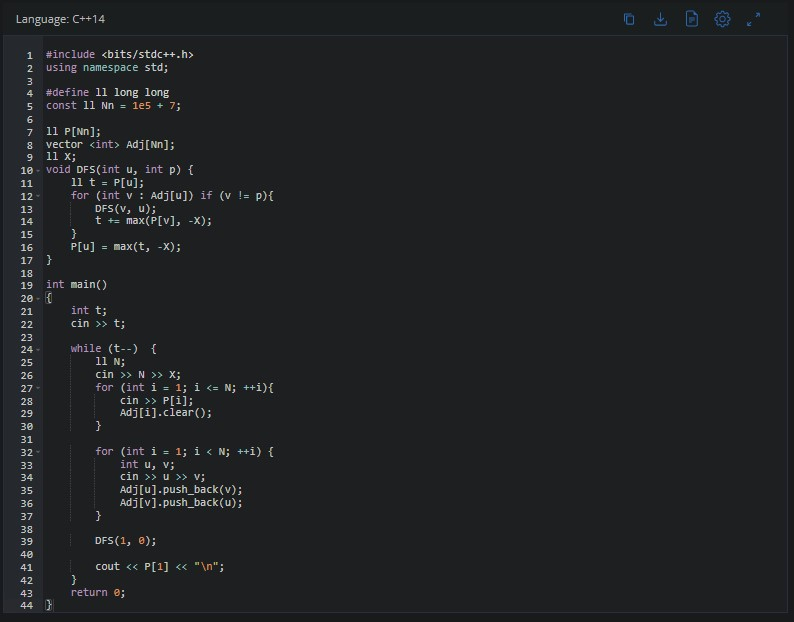 Language: C++14
1 #include <bits/stdc++.h>
2 using namespace std;
3
4 #define ll long long
5 const ll Nn = 1e5 + 7;
6
7 ll P[Nn];
8 vector <int> Adj[Nn];
9 ll X;
10 void DFS(int u, int p) {
11     ll t = P[u];
12     for (int v : Adj[u]) if (v != p){
13         DFS(v, u);
14         t += max(P[v], -X);
15     }
16     P[u] = max(t, -X);
17 }
18
19 int main()
20 {
21     int t;
22     cin >> t;
23
24     while (t--)  {
25         ll N;
26         cin >> N >> X;
27         for (int i = 1; i <= N; ++i){
28             cin >> P[i];
29             Adj[i].clear();
30         }
31
32         for (int i = 1; i < N; ++i) {
33             int u, v;
34             cin >> u >> v;
35             Adj[u].push_back(v);
36             Adj[v].push_back(u);
37         }
38
39         DFS(1, 0);
40
41         cout << P[1] << "\n";
42     }
43     return 0;
44 }